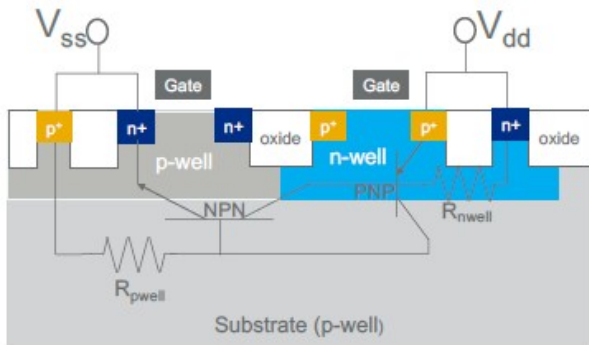 Vss
Vdd
Gate
Gate
p+
n+
n+
oxide
p+
p+
n+
oxide
p-well
n-well
NPN
PNP
Rnwell
Rpwell
Substrate (p-well)